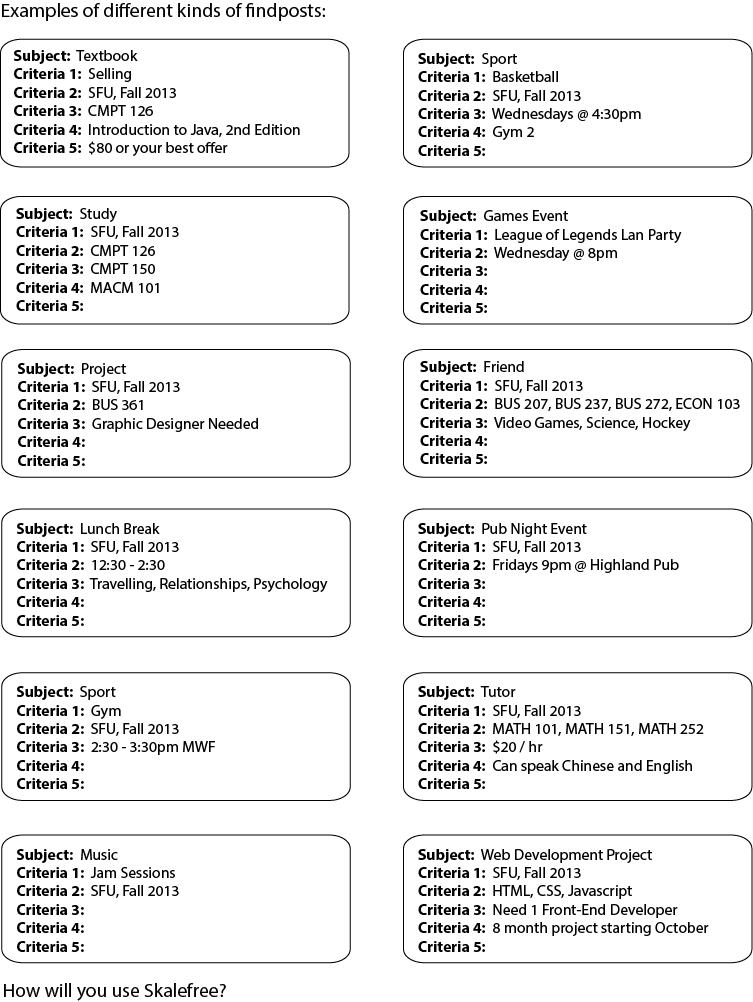 Examples of different kinds of findposts:
Subject: Textbook
Criteria 1: Selling
Criteria 2: SFU, Fall 2013
Criteria 3: CMPT 126
Criteria 4: Introduction to Java, 2nd Edition
Criteria 5: $80 or your best offer
Subject: Sport
Criteria 1: Basketball
Criteria 2: SFU, Fall 2013
Criteria 3: Wednesdays @ 4:30pm
Criteria 4: Gym 2
Criteria 5:
Subject: Study
Criteria 1: SFU, Fall 2013
Criteria 2: CMPT 126
Criteria 3: CMPT 150
Criteria 4: MACM 101
Criteria 5:
Subject: Games Event
Criteria 1: League of Legends Lan Party
Criteria 2: Wednesday @ 8pm
Criteria 3:
Criteria 4:
Criteria 5:
Subject: Project
Criteria 1: SFU, Fall 2013
Criteria 2: BUS 361
Criteria 3: Graphic Designer Needed
Criteria 4:
Criteria 5:
Subject: Friend
Criteria 1: SFU, Fall 2013
Criteria 2: BUS 207, BUS 237, BUS 272, ECON 103
Criteria 3: Video Games, Science, Hockey
Criteria 4:
Criteria 5:
Subject: Lunch Break
Criteria 1: SFU, Fall 2013
Criteria 2: 12:30 - 2:30
Criteria 3: Travelling, Relationships, Psychology
Criteria 4:
Criteria 5:
Subject: Pub Night Event
Criteria 1: SFU, Fall 2013
Criteria 2: Fridays 9pm @ Highland Pub
Criteria 3:
Criteria 4:
Criteria 5:
Subject: Sport
Criteria 1: Gym
Criteria 2: SFU, Fall 2013
Criteria 3: 2:30 - 3:30pm MWF
Criteria 4:
Criteria 5:
Subject: Tutor
Criteria 1: SFU, Fall 2013
Criteria 2: MATH 101, MATH 151, MATH 252
Criteria 3: $20 / hr
Criteria 4: Can speak Chinese and English
Criteria 5:
Subject: Music
Criteria 1: Jam Sessions
Criteria 2: SFU, Fall 2013
Criteria 3:
Criteria 4:
Criteria 5:
Subject: Web Development Project
Criteria 1: SFU, Fall 2013
Criteria 2: HTML, CSS, Javascript
Criteria 3: Need 1 Front-End Developer
Criteria 4: 8 month project starting October
Criteria 5:
How will you use Skalefree?